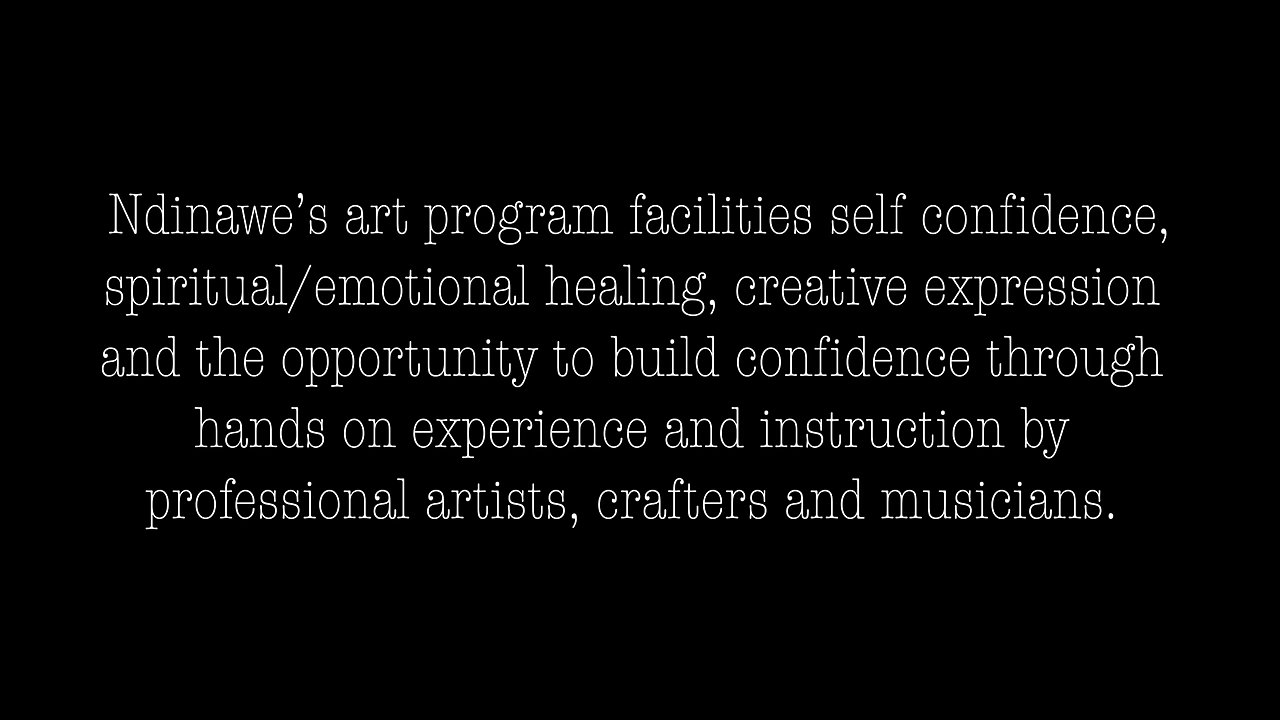 Ndinawe’s art program facilities self confidence,
spiritual/emotional healing, creative expression
and the opportunity to build confidence through
hands on experience and instruction by
professional artists, crafters and musicians.